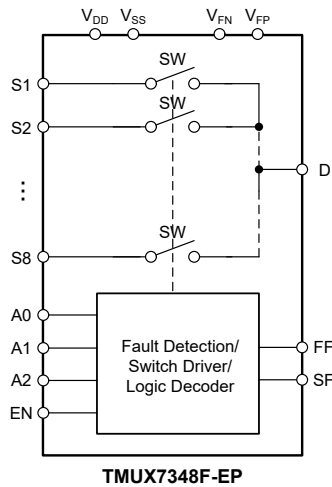 VDD VSS VFN VFP
SW
S1
SW
S2
D
⋮
SW
S8
A0
A1
A2
EN
Fault Detection/
Switch Driver/
Logic Decoder
FF
SF
TMUX7348F-EP